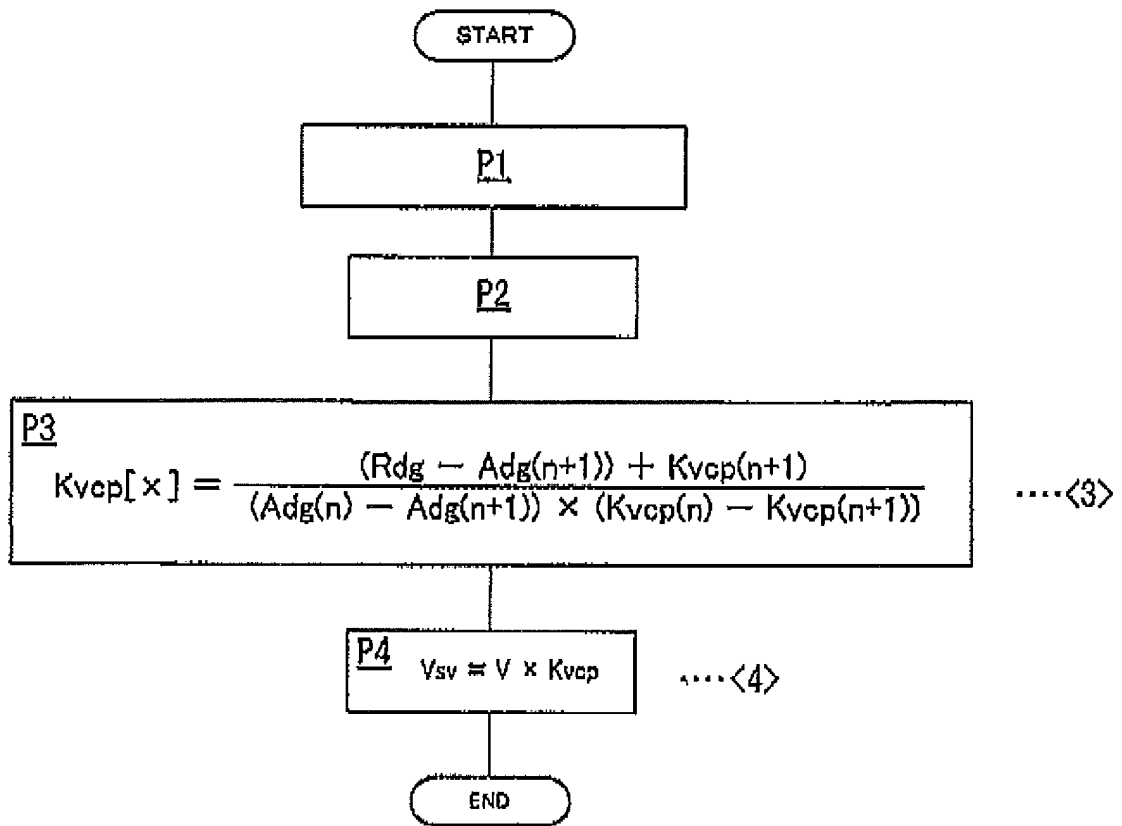 START
P1
P2
P3
Kvcp[x] = (Rdg − Adg(n+1)) + Kvcp(n+1) / (Adg(n) − Adg(n+1)) × (Kvcp(n) − Kvcp(n+1))
····<3>
P4 Vsv = V × Kvcp ····<4>
END